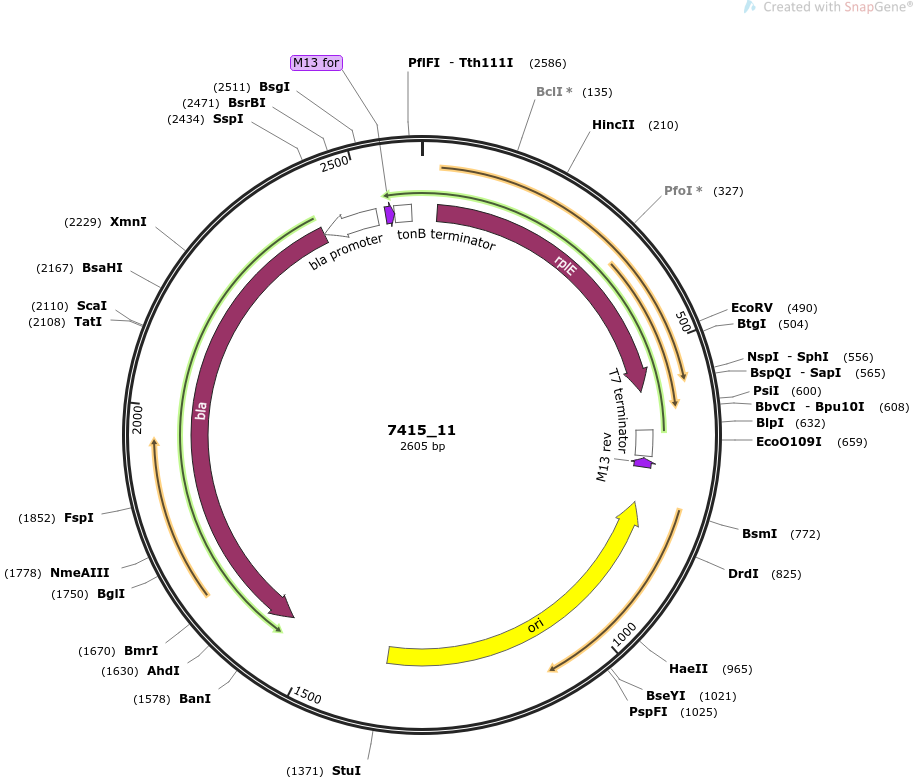 Created with SnapGene®
M13 for
PflFI - Tth111I (2586)
(2511) BsgI
(2471) BsrBI
(2434) SspI
BclI * (135)
HincII (210)
PfoI * (327)
2500
(2229) XmnI
(2167) BsaHI
(2110) ScaI
(2108) TatI
bla promoter
tonB terminator
rplE
EcoRV (490)
BtgI (504)
500
NspI - SphI (556)
BspQI - SapI (565)
PsiI (600)
BbvCI - Bpu10I (608)
BlpI (632)
EcoO109I (659)
T7 terminator
M13 rev
2000
bla
7415_11
2605 bp
(1852) FspI
(1778) NmeAIII
(1750) BglI
(1670) BmrI
(1630) AhdI
(1578) BanI
BsmI (772)
DrdI (825)
ori
1000
HaeII (965)
BseYI (1021)
PspFI (1025)
1500
(1371) StuI